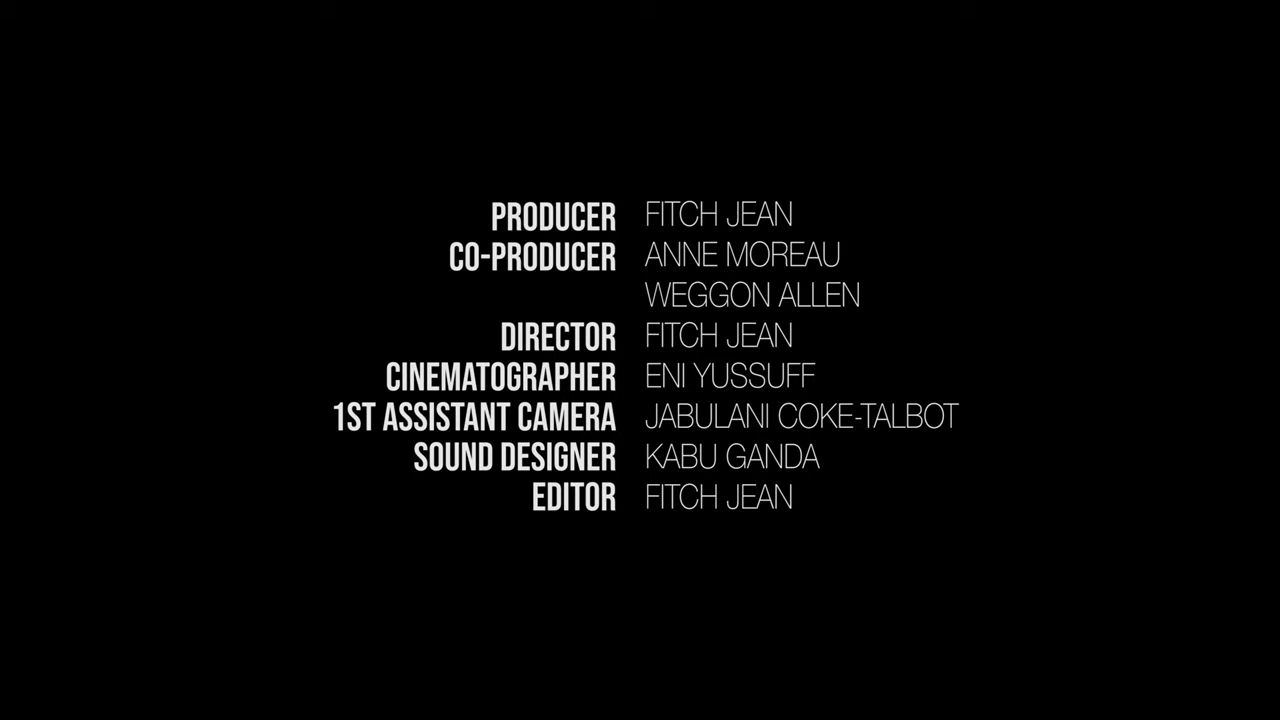 PRODUCER FITCH JEAN
CO-PRODUCER ANNE MOREAU
WEGGON ALLEN
DIRECTOR FITCH JEAN
CINEMATOGRAPHER ENI YUSSUFF
1ST ASSISTANT CAMERA JABULANI COKE-TALBOT
SOUND DESIGNER KABU GANDA
EDITOR FITCH JEAN